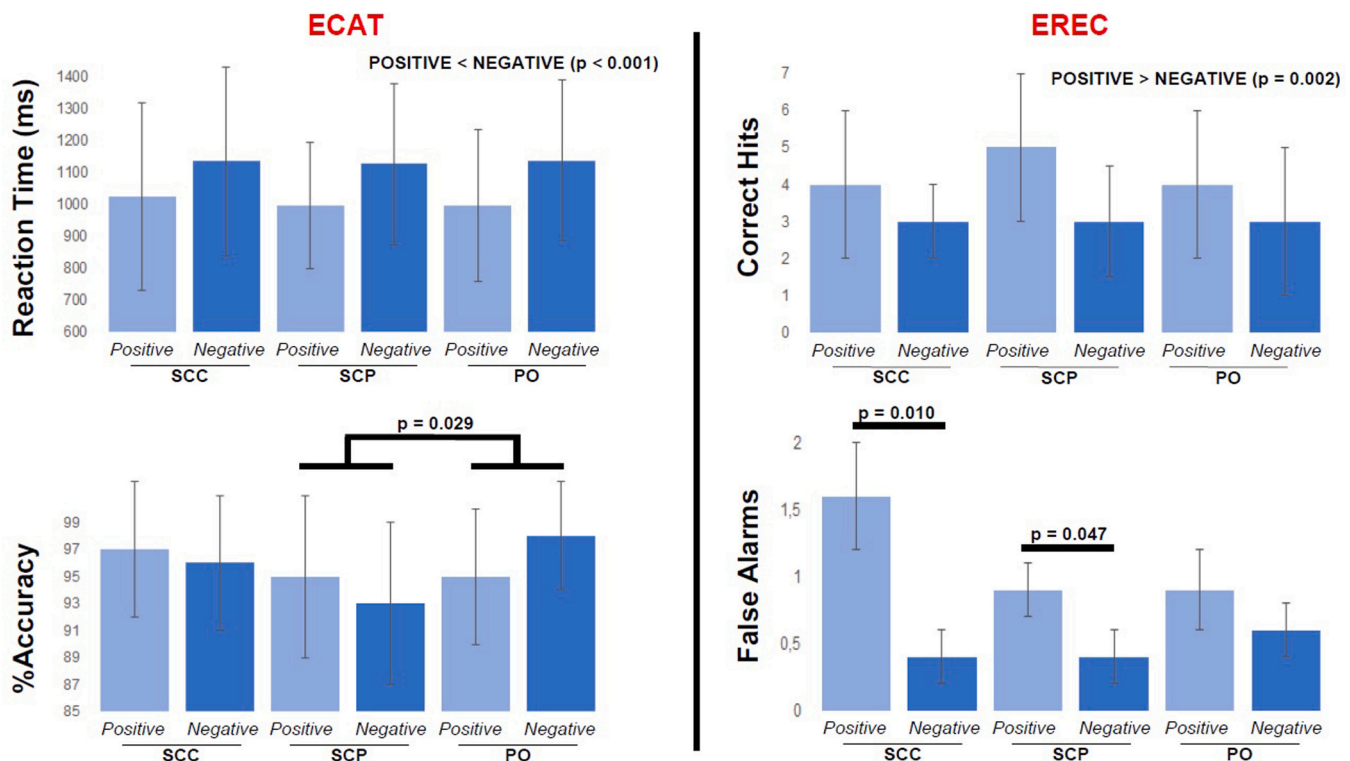 ECAT
POSITIVE < NEGATIVE (p < 0.001)
Reaction Time (ms)
1400
1300
1200
1100
1000
900
800
700
600
Positive Negative Positive Negative Positive Negative
SCC SCP PO
p = 0.029
%Accuracy
99
97
95
93
91
89
87
85
Positive Negative Positive Negative Positive Negative
SCC SCP PO
EREC
POSITIVE > NEGATIVE (p = 0.002)
Correct Hits
7
6
5
4
3
2
1
0
Positive Negative Positive Negative Positive Negative
SCC SCP PO
p = 0.010
p = 0.047
False Alarms
2
1,5
1
0,5
0
Positive Negative Positive Negative Positive Negative
SCC SCP PO